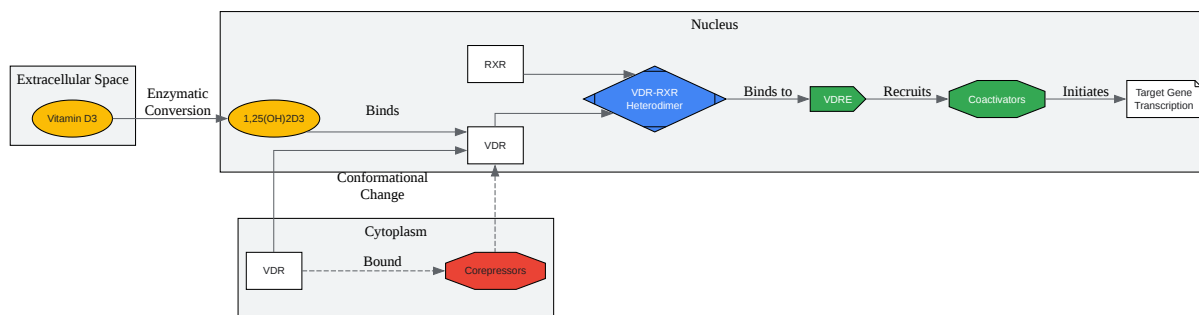 Nucleus
Extracellular Space
Vitamin D3
Enzymatic
Conversion
1,25(OH)2D3
Binds
RXR
VDR
VDR-RXR
Heterodimer
Binds to
VDRE
Recruits
Coactivators
Initiates
Target Gene
Transcription
Conformational
Change
Cytoplasm
VDR
Bound
Corepressors